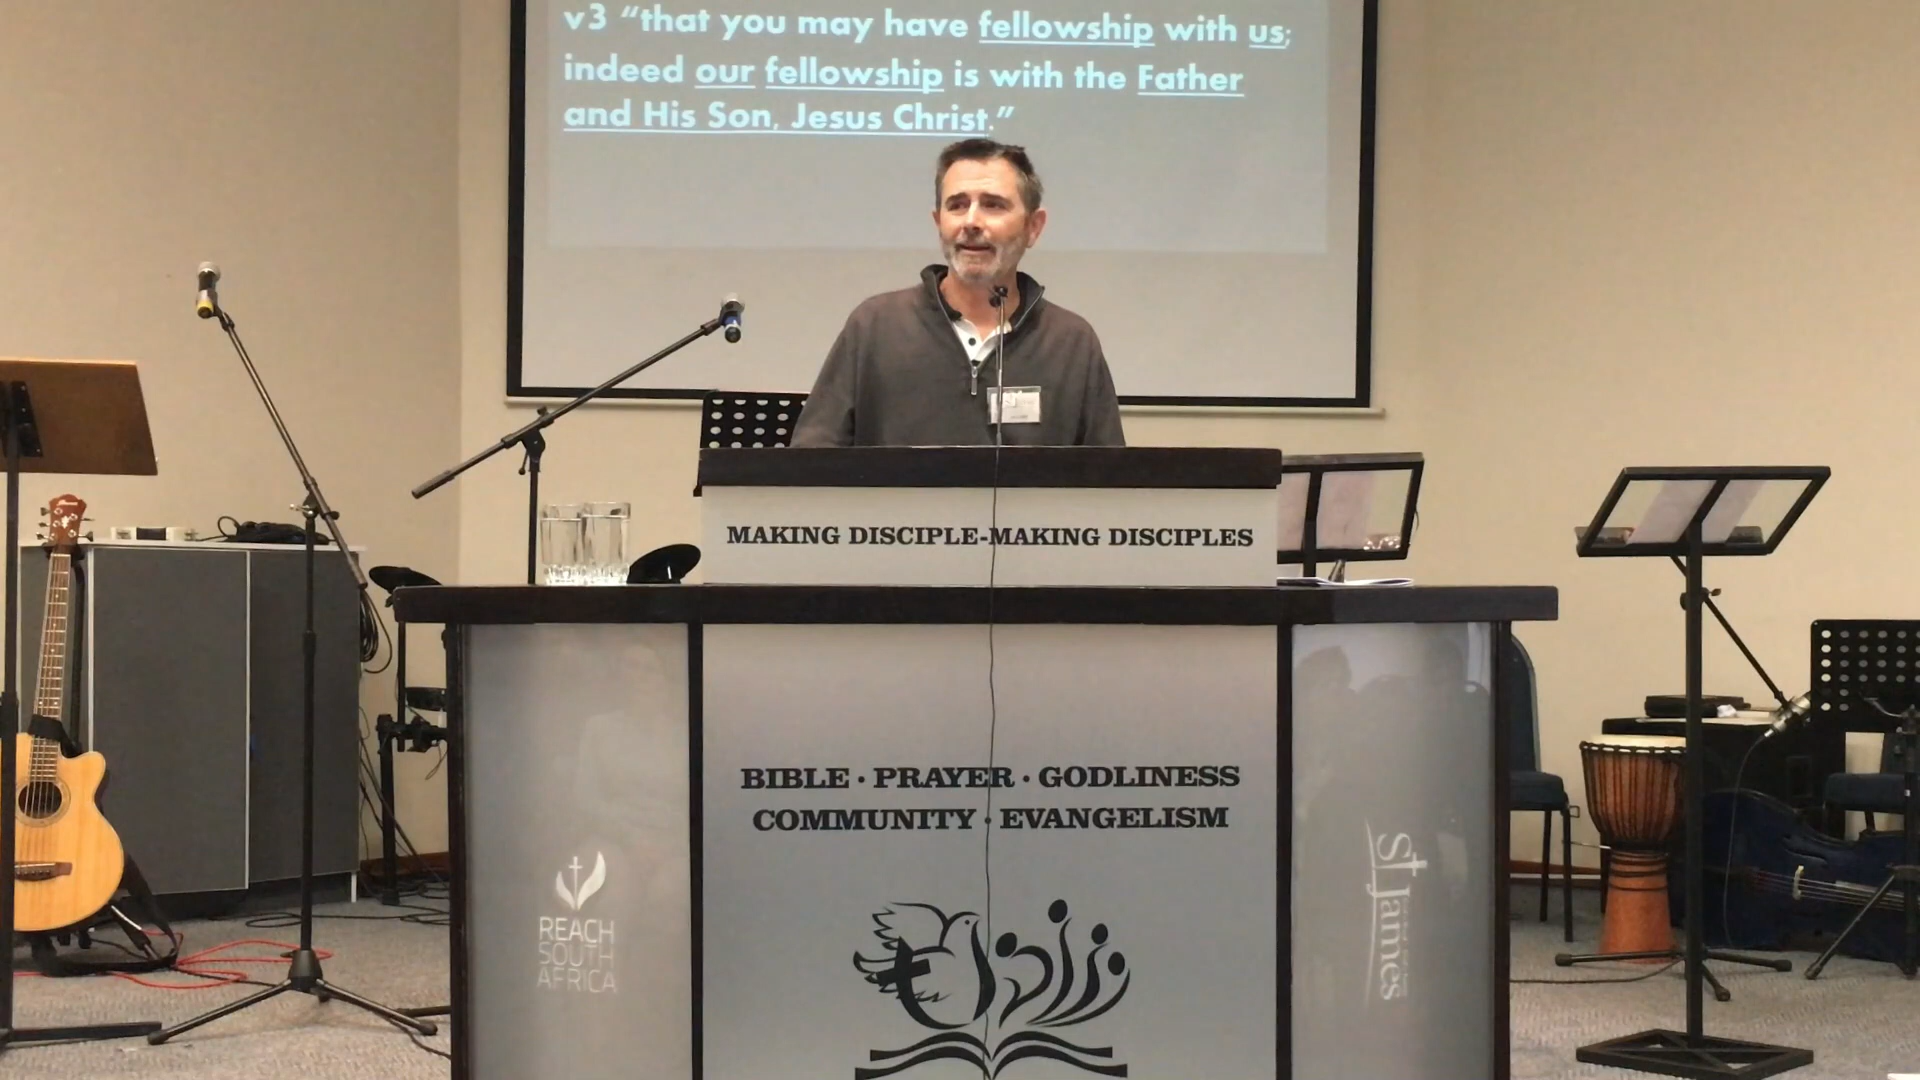 v3 “that you may have fellowship with us;
indeed our fellowship is with the Father
and His Son, Jesus Christ.”
MAKING DISCIPLE-MAKING DISCIPLES
BIBLE · PRAYER · GODLINESS
COMMUNITY · EVANGELISM
REACH
SOUTH
AFRICA
St James